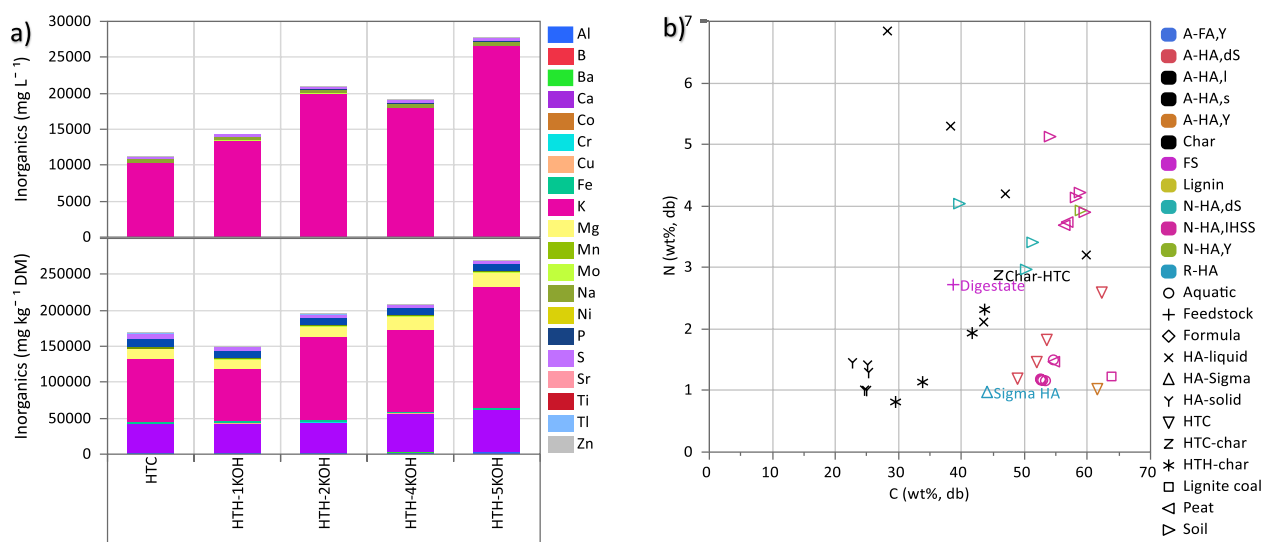 a)
Inorganics (mg L⁻¹)
30000
25000
20000
15000
10000
5000
0
Inorganics (mg kg⁻¹ DM)
250000
200000
150000
100000
50000
0
HTC
HTH-1KOH
HTH-2KOH
HTH-4KOH
HTH-5KOH
Al
B
Ba
Ca
Co
Cr
Cu
Fe
K
Mg
Mn
Mo
Na
Ni
P
S
Sr
Ti
Tl
Zn
b)
N (wt%, db)
7
6
5
4
3
2
1
0
Char-HTC
Digestate
Sigma HA
0 10 20 30 40 50 60 70
C (wt%, db)
A-FA,Y
A-HA,dS
A-HA,l
A-HA,s
A-HA,Y
Char
FS
Lignin
N-HA,dS
N-HA,IHSS
N-HA,Y
R-HA
Aquatic
Feedstock
Formula
HA-liquid
HA-Sigma
HA-solid
HTC
HTC-char
HTH-char
Lignite coal
Peat
Soil